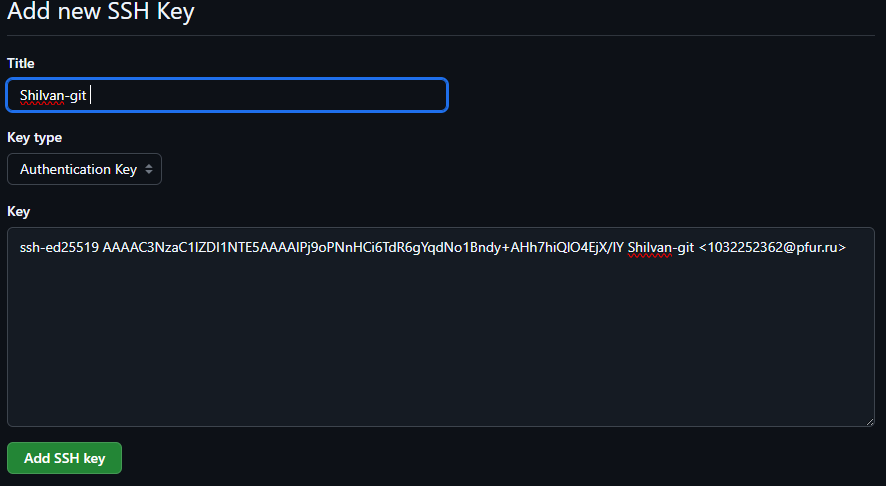 Add new SSH Key
Title
Shilvan-git
Key type
Authentication Key
Key
ssh-ed25519 AAAAC3NzaC1lZDI1NTE5AAAAIPj9oPNnHCi6TdR6gYqdNo1Bndy+AHh7hiQlO4EjX/IY Shilvan-git <1032252362@pfur.ru>
Add SSH key